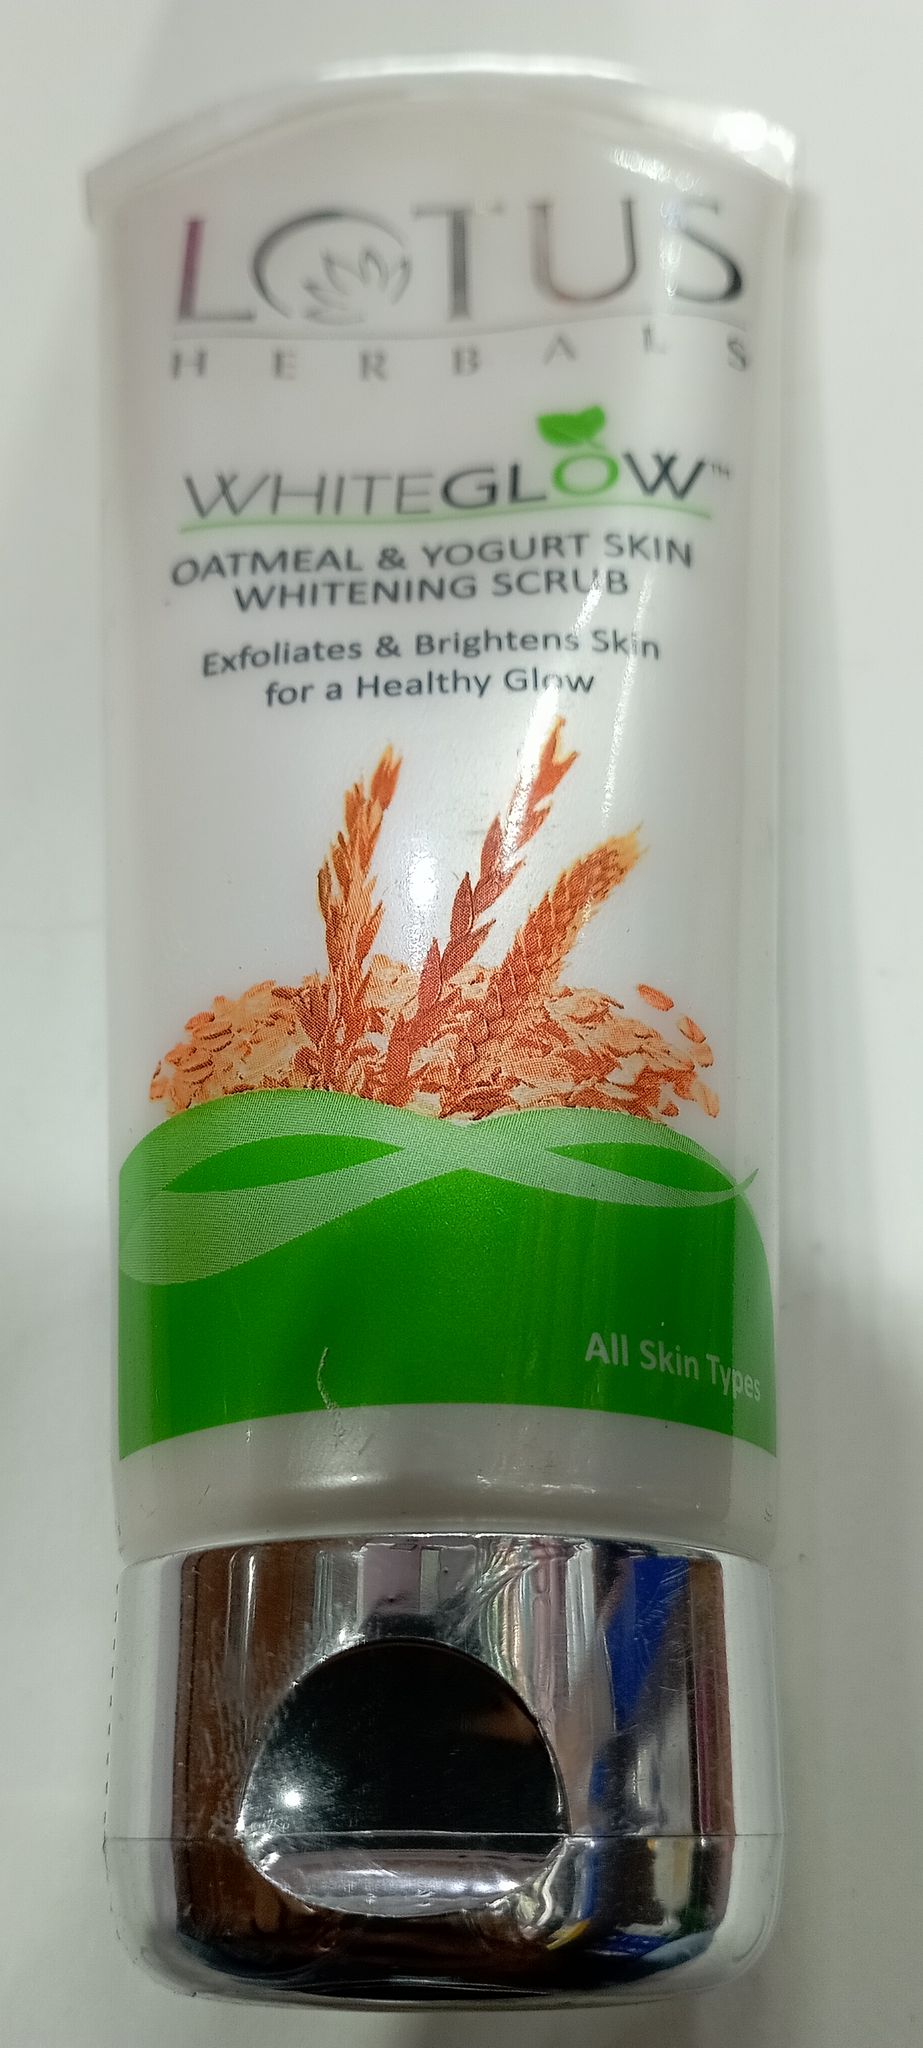 LOTUS
HERBALS
WHITEGLOW™
OATMEAL & YOGURT SKIN
WHITENING SCRUB
Exfoliates & Brightens Skin
for a Healthy Glow
All Skin Types